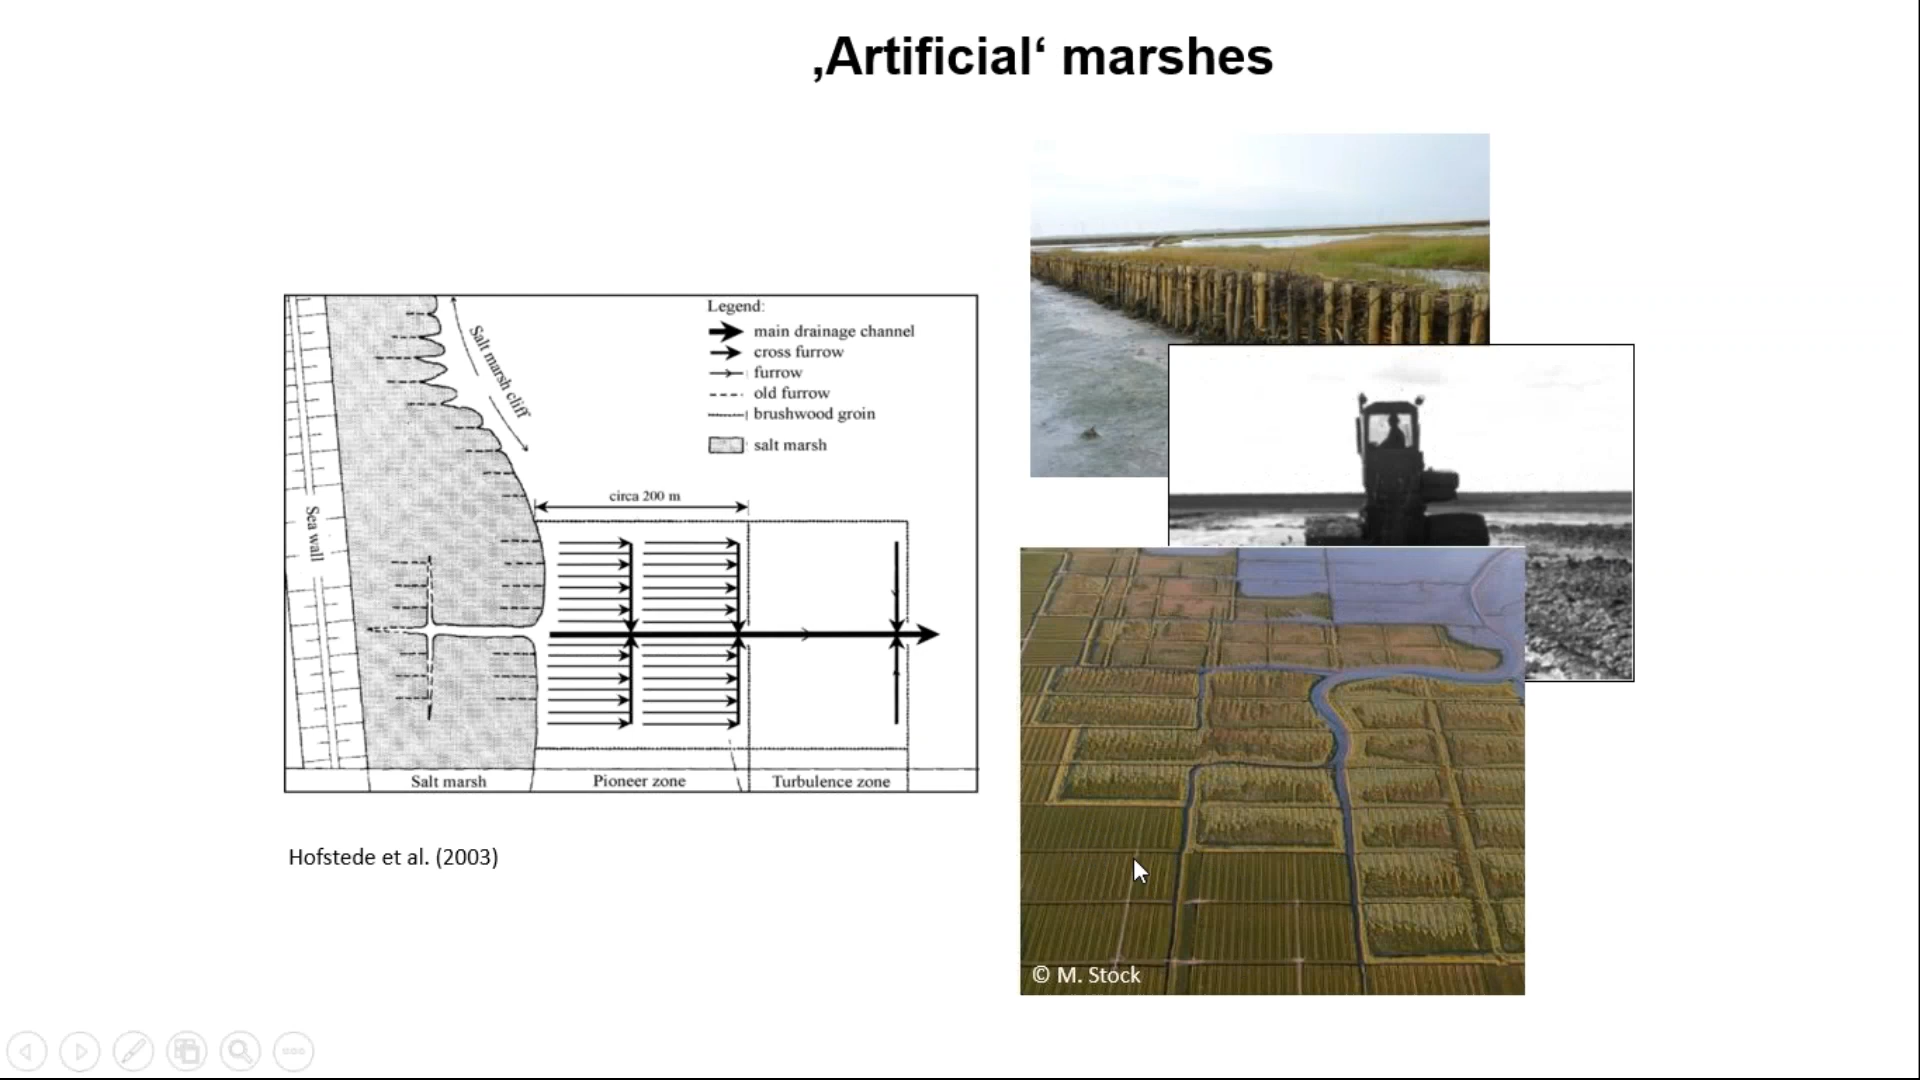 ‚Artificial‘ marshes
Legend:
main drainage channel
cross furrow
furrow
old furrow
brushwood groin
salt marsh
Salt marsh cliff
circa 200 m
Sea wall
Salt marsh
Pioneer zone
Turbulence zone
Hofstede et al. (2003)
© M. Stock